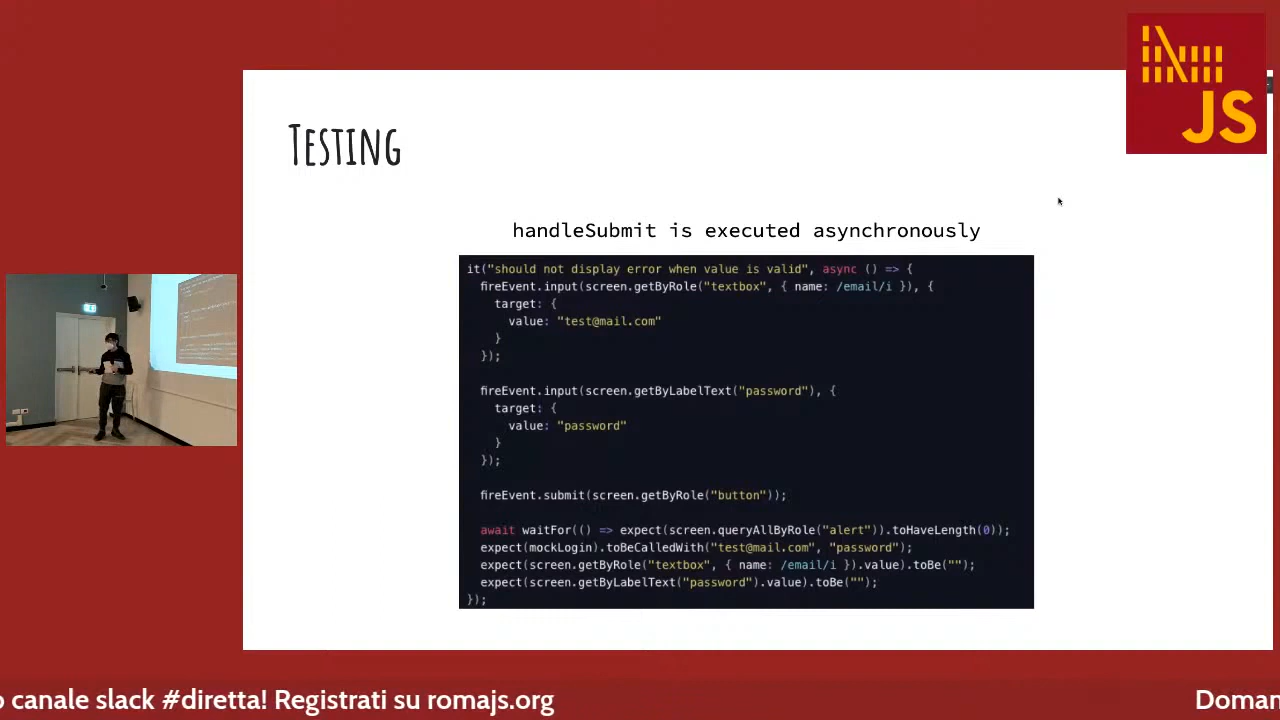 JS
Testing
handleSubmit is executed asynchronously
it("should not display error when value is valid", async () => {
fireEvent.input(screen.getByRole("textbox", { name: /email/i }), {
target: {
value: "test@mail.com"
}
});
fireEvent.input(screen.getByLabelText("password"), {
target: {
value: "password"
}
});
fireEvent.submit(screen.getByRole("button"));
await waitFor(() => expect(screen.queryAllByRole("alert")).toHaveLength(0));
expect(mockLogin).toBeCalledWith("test@mail.com", "password");
expect(screen.getByRole("textbox", { name: /email/i }).value).toBe("");
expect(screen.getByLabelText("password").value).toBe("");
});
o canale slack #diretta! Registrati su romajs.org
Doman